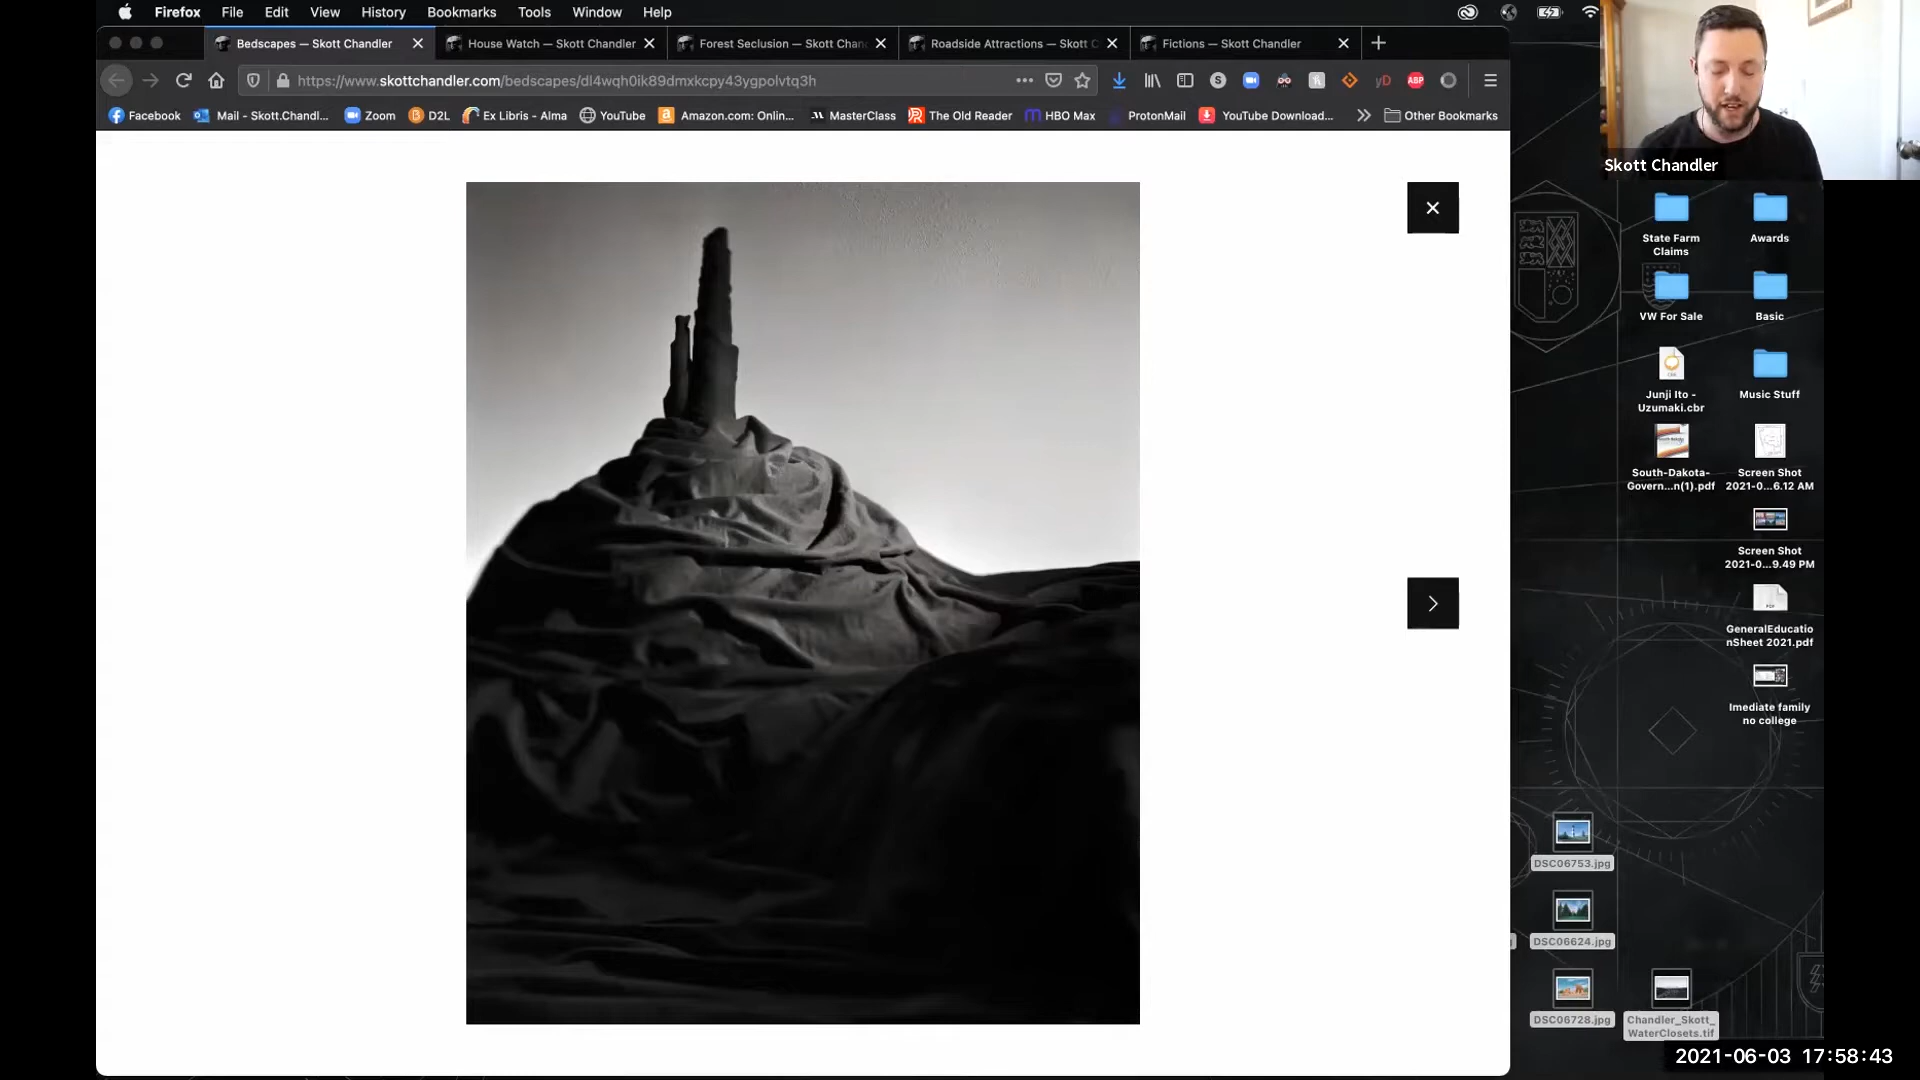 Firefox File Edit View History Bookmarks Tools Window Help
Bedscapes — Skott Chandler
House Watch — Skott Chandler
Forest Seclusion — Skott Chan
Roadside Attractions — Skott C
Fictions — Skott Chandler
https://www.skottchandler.com/bedscapes/dl4wqh0ik89dmxkcpy43ygpolvtq3h
S
yD
ABP
Facebook
Mail - Skott.Chandl...
Zoom
D2L
Ex Libris - Alma
YouTube
Amazon.com: Onlin...
MasterClass
The Old Reader
HBO Max
ProtonMail
YouTube Download...
Other Bookmarks
Skott Chandler
State Farm
Claims
Awards
VW For Sale
Basic
Junji Ito -
Uzumaki.cbr
Music Stuff
South-Dakota-
Govern...n(1).pdf
Screen Shot
2021-0...6.12 AM
Screen Shot
2021-0...9.49 PM
PDF
GeneralEducatio
nSheet 2021.pdf
Imediate family
no college
DSC06753.jpg
DSC06624.jpg
DSC06728.jpg
Chandler_Skott_
WaterClosets.tif
2021-06-03 17:58:43